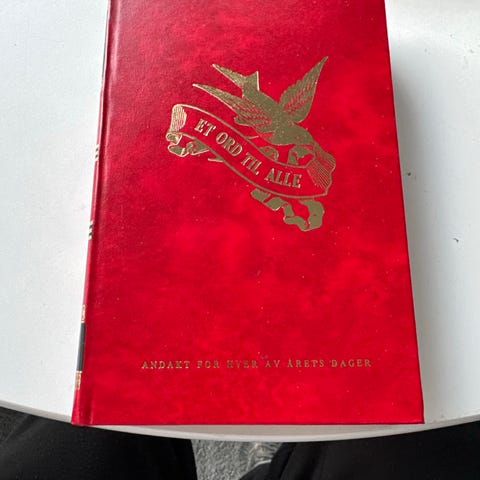 ET ORD TIL ALLE
ANDAKT FOR HVER AV ÅRETS DAGER